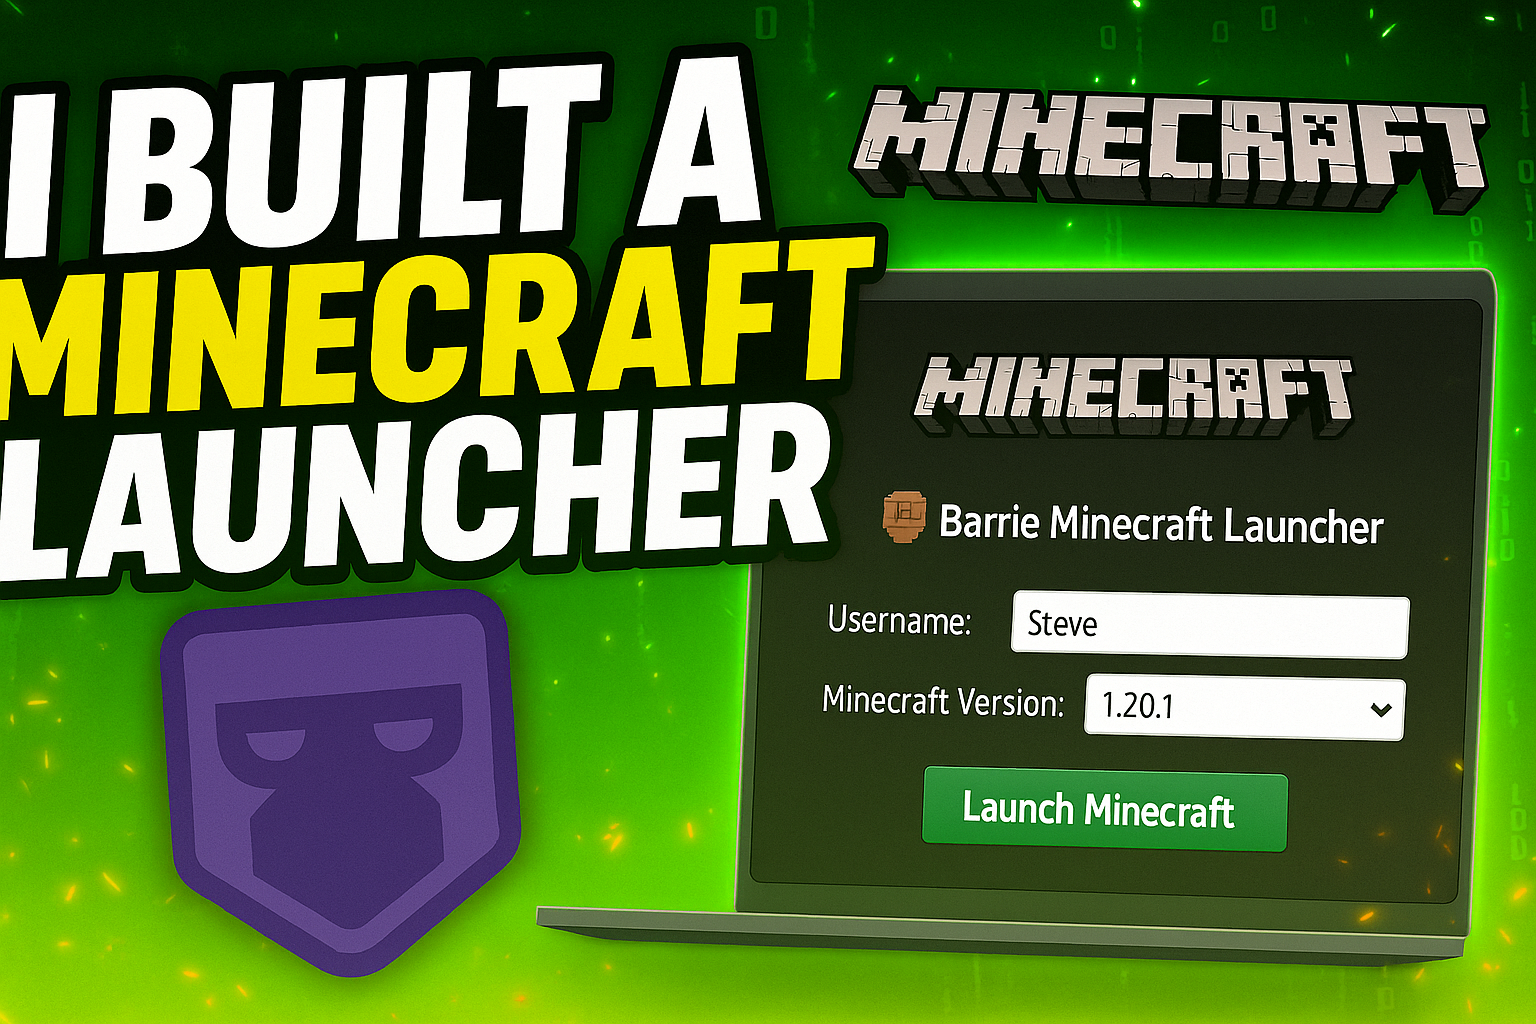 I BUILT A
MINECRAFT
LAUNCHER
MINECRAFT
MINECRAFT
Barrie Minecraft Launcher
Username:
Steve
Minecraft Version:
1.20.1
Launch Minecraft